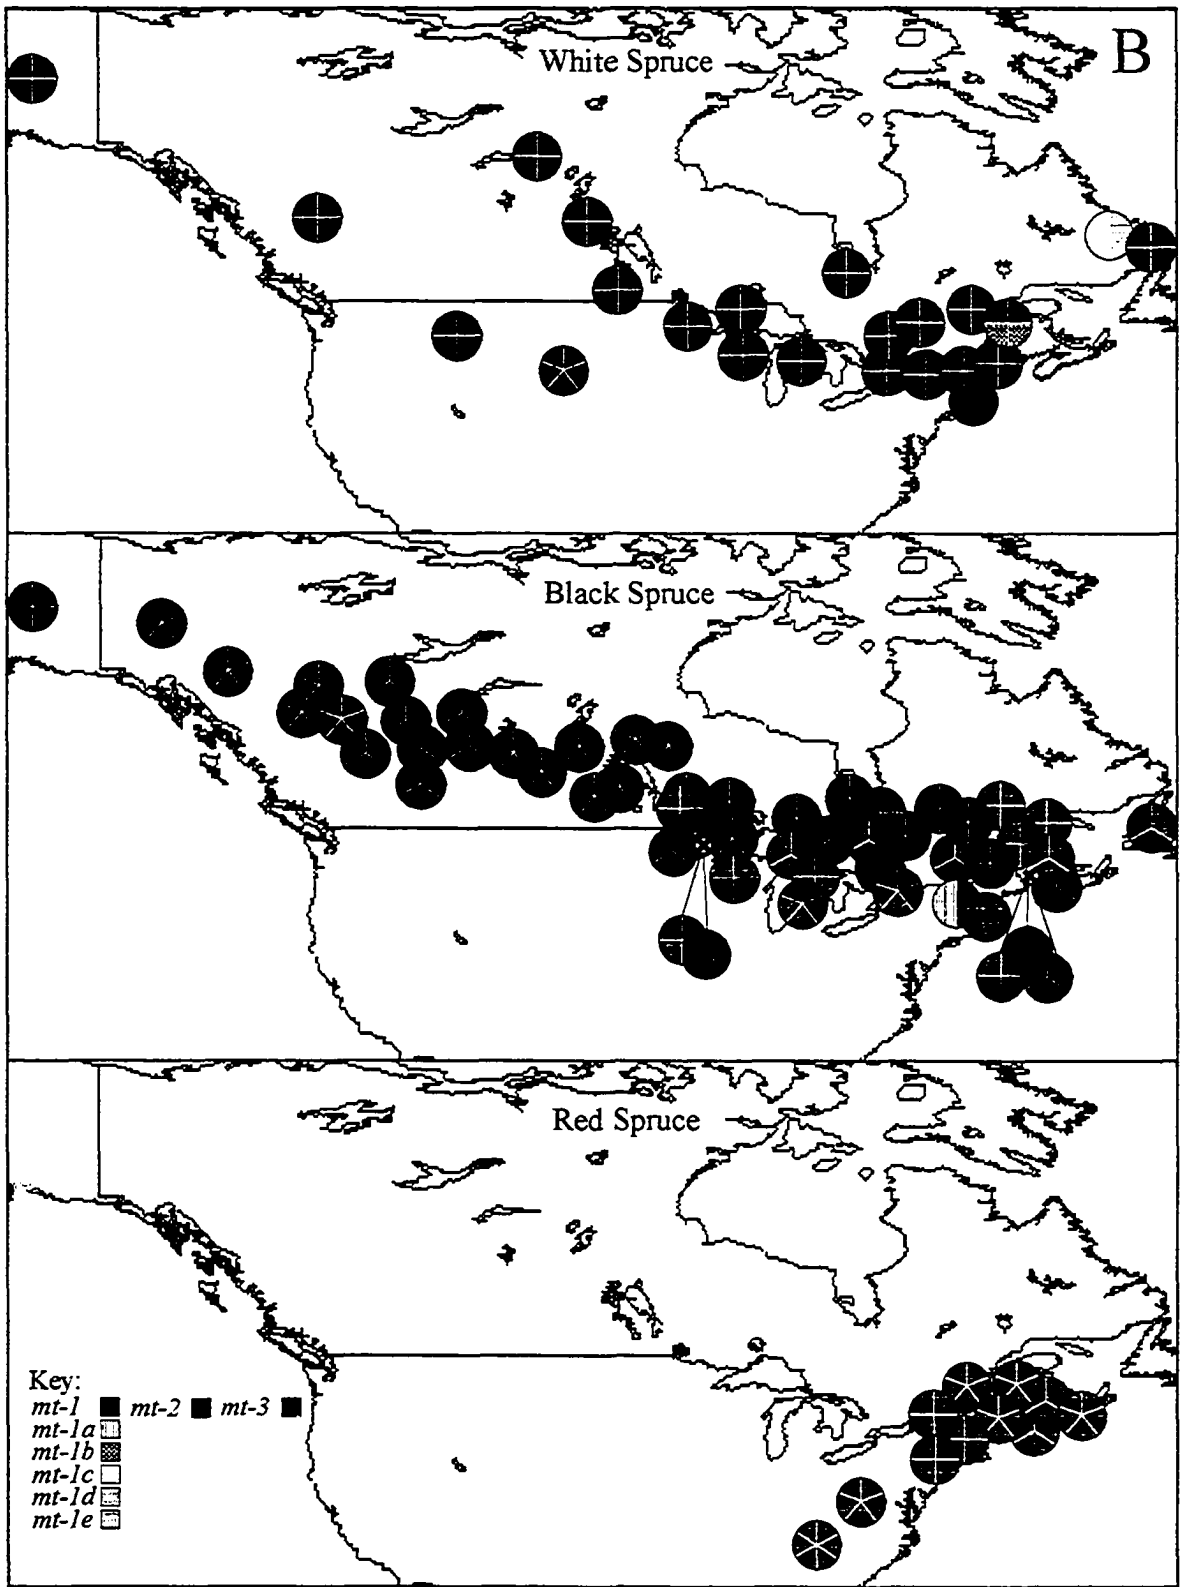 B
White Spruce
Black Spruce
Red Spruce
Key:
mt-1 mt-2 mt-3
mt-1a
mt-1b
mt-1c
mt-1d
mt-1e